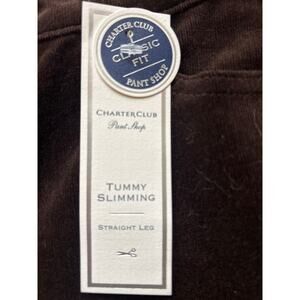 CHARTER CLUB
CLASSIC
FIT
PANT SHOP
CHARTER CLUB
Pant Shop
TUMMY
SLIMMING
STRAIGHT LEG